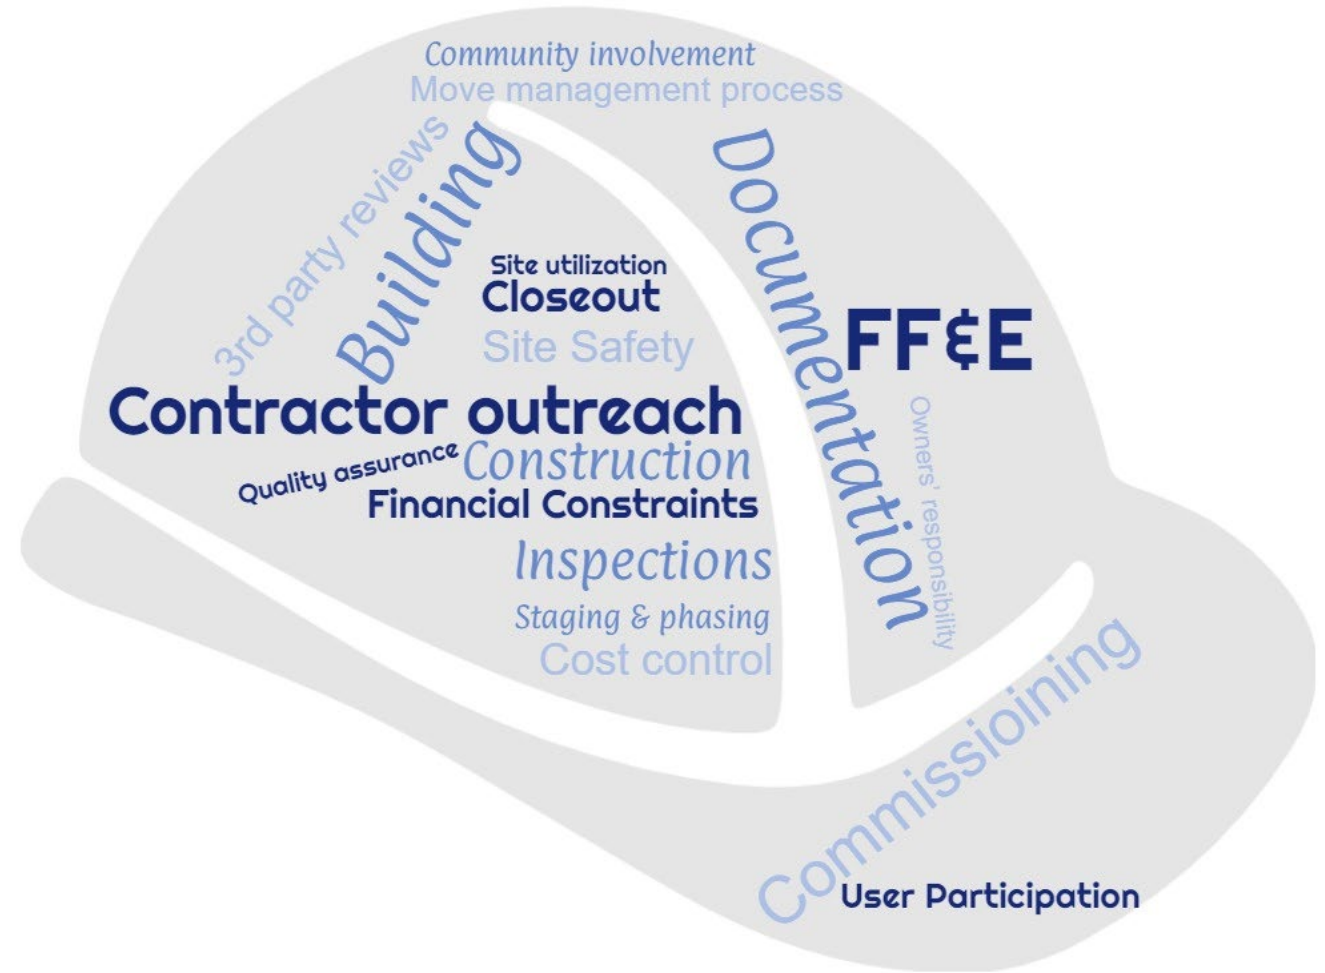 Community involvement
Move management process
3rd party reviews
Building
Documentation
Site utilization
Closeout
Site Safety
FF&E
Contractor outreach
Owners' responsibility
Quality assurance
Construction
Financial Constraints
Inspections
Staging & phasing
Cost control
Commissioining
User Participation